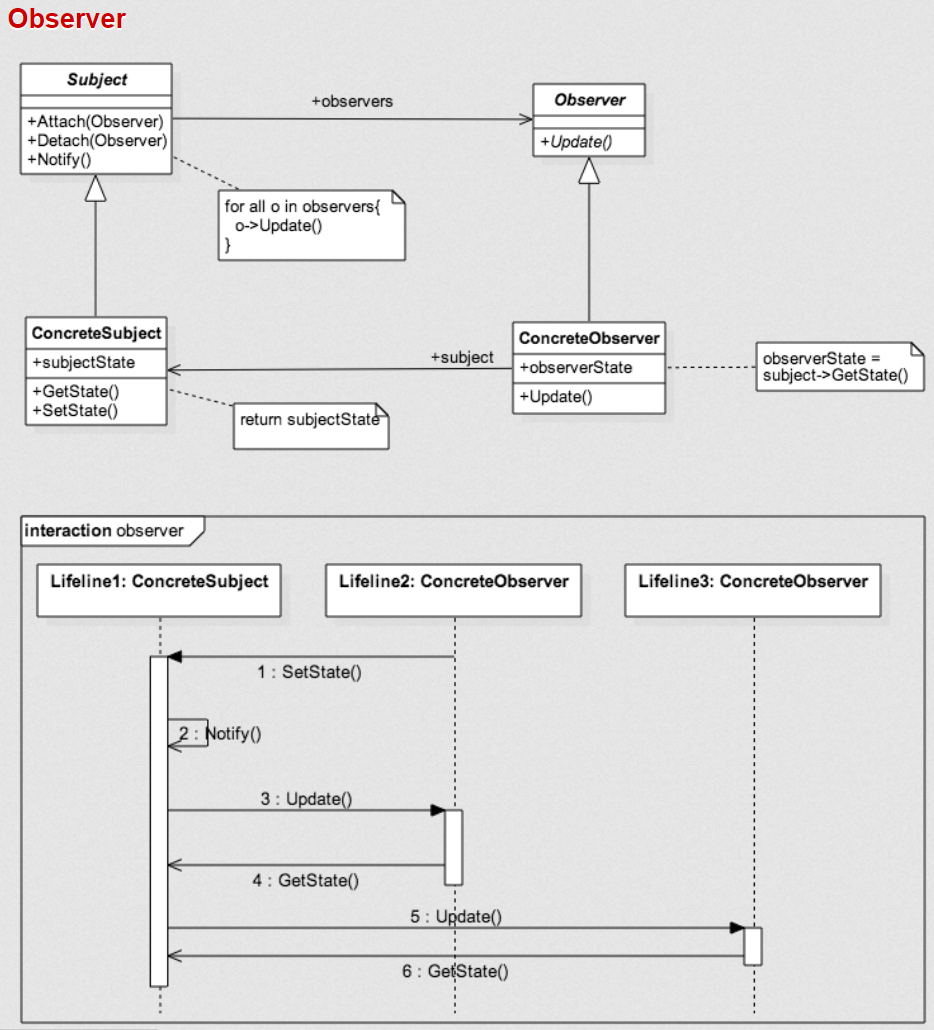 Observer
Subject
+Attach(Observer)
+Detach(Observer)
+Notify()
+observers
Observer
+Update()
for all o in observers{
o->Update()
}
ConcreteSubject
+subjectState
+GetState()
+SetState()
+subject
ConcreteObserver
+observerState
+Update()
observerState =
subject->GetState()
return subjectState
interaction observer
Lifeline1: ConcreteSubject
Lifeline2: ConcreteObserver
Lifeline3: ConcreteObserver
1 : SetState()
2 : Notify()
3 : Update()
4 : GetState()
5 : Update()
6 : GetState()